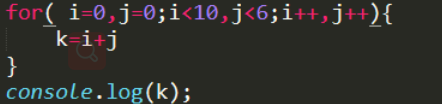 for( i=0,j=0;i<10,j<6;i++,j++){
    k=i+j
}
console.log(k);